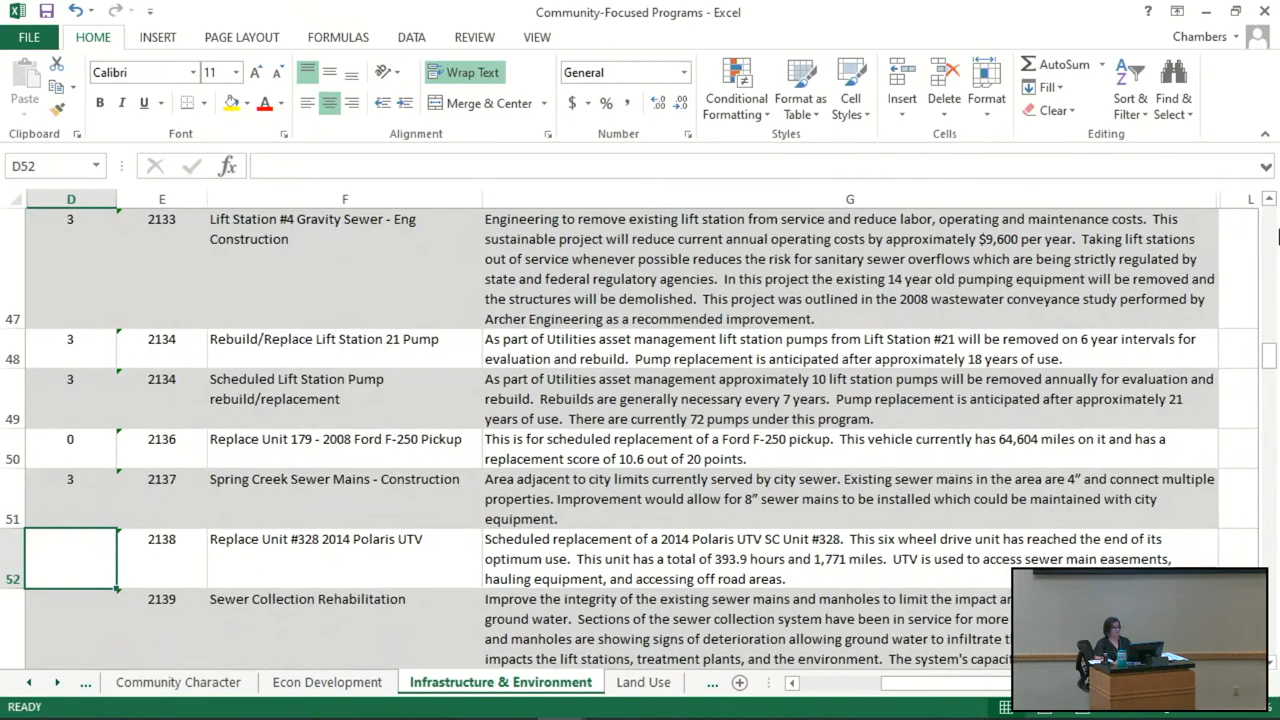 Community-Focused Programs - Excel
?
FILE HOME INSERT PAGE LAYOUT FORMULAS DATA REVIEW VIEW Chambers
Paste
Calibri 11
B I U A
Wrap Text
Merge & Center
General
$ % ,
Conditional Formatting
Format as Table
Cell Styles
Insert Delete Format
AutoSum
Fill
Clear
Sort & Filter
Find & Select
Clipboard Font Alignment Number Styles Cells Editing
D52 fx
D E F G L
3 2133 Lift Station #4 Gravity Sewer - Eng Engineering to remove existing lift station from service and reduce labor, operating and maintenance costs. This
Construction sustainable project will reduce current annual operating costs by approximately $9,600 per year. Taking lift stations
out of service whenever possible reduces the risk for sanitary sewer overflows which are being strictly regulated by
state and federal regulatory agencies. In this project the existing 14 year old pumping equipment will be removed and
the structures will be demolished. This project was outlined in the 2008 wastewater conveyance study performed by
47 Archer Engineering as a recommended improvement.
3 2134 Rebuild/Replace Lift Station 21 Pump As part of Utilities asset management lift station pumps from Lift Station #21 will be removed on 6 year intervals for
48 evaluation and rebuild. Pump replacement is anticipated after approximately 18 years of use.
3 2134 Scheduled Lift Station Pump As part of Utilities asset management approximately 10 lift station pumps will be removed annually for evaluation and
rebuild/replacement rebuild. Rebuilds are generally necessary every 7 years. Pump replacement is anticipated after approximately 21
49 years of use. There are currently 72 pumps under this program.
0 2136 Replace Unit 179 - 2008 Ford F-250 Pickup This is for scheduled replacement of a Ford F-250 pickup. This vehicle currently has 64,604 miles on it and has a
50 replacement score of 10.6 out of 20 points.
3 2137 Spring Creek Sewer Mains - Construction Area adjacent to city limits currently served by city sewer. Existing sewer mains in the area are 4” and connect multiple
properties. Improvement would allow for 8” sewer mains to be installed which could be maintained with city
51 equipment.
2138 Replace Unit #328 2014 Polaris UTV Scheduled replacement of a 2014 Polaris UTV SC Unit #328. This six wheel drive unit has reached the end of its
optimum use. This unit has a total of 393.9 hours and 1,771 miles. UTV is used to access sewer main easements,
52 hauling equipment, and accessing off road areas.
2139 Sewer Collection Rehabilitation Improve the integrity of the existing sewer mains and manholes to limit the impact
ground water. Sections of the sewer collection system have been in service for more
and manholes are showing signs of deterioration allowing ground water to infiltrate
impacts the lift stations, treatment plants, and the environment. The system's
... Community Character Econ Development Infrastructure & Environment Land Use ...
READY